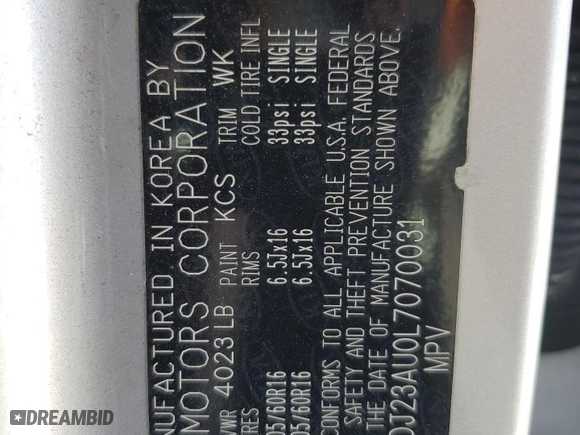 NUFACTURED IN KOREA BY
MOTORS CORPORATION
VWR 4023 LB PAINT KCS TRIM WK
RES RIMS COLD TIRE INFL
05/60R16 6.5Jx16 33psi SINGLE
05/60R16 6.5Jx16 33psi SINGLE
CONFORMS TO ALL APPLICABLE U.S.A. FEDERAL
SAFETY AND THEFT PREVENTION STANDARDS
DATE OF MANUFACTURE SHOWN ABOVE.
DJ23AU0L7070031
MPV
DREAMBID